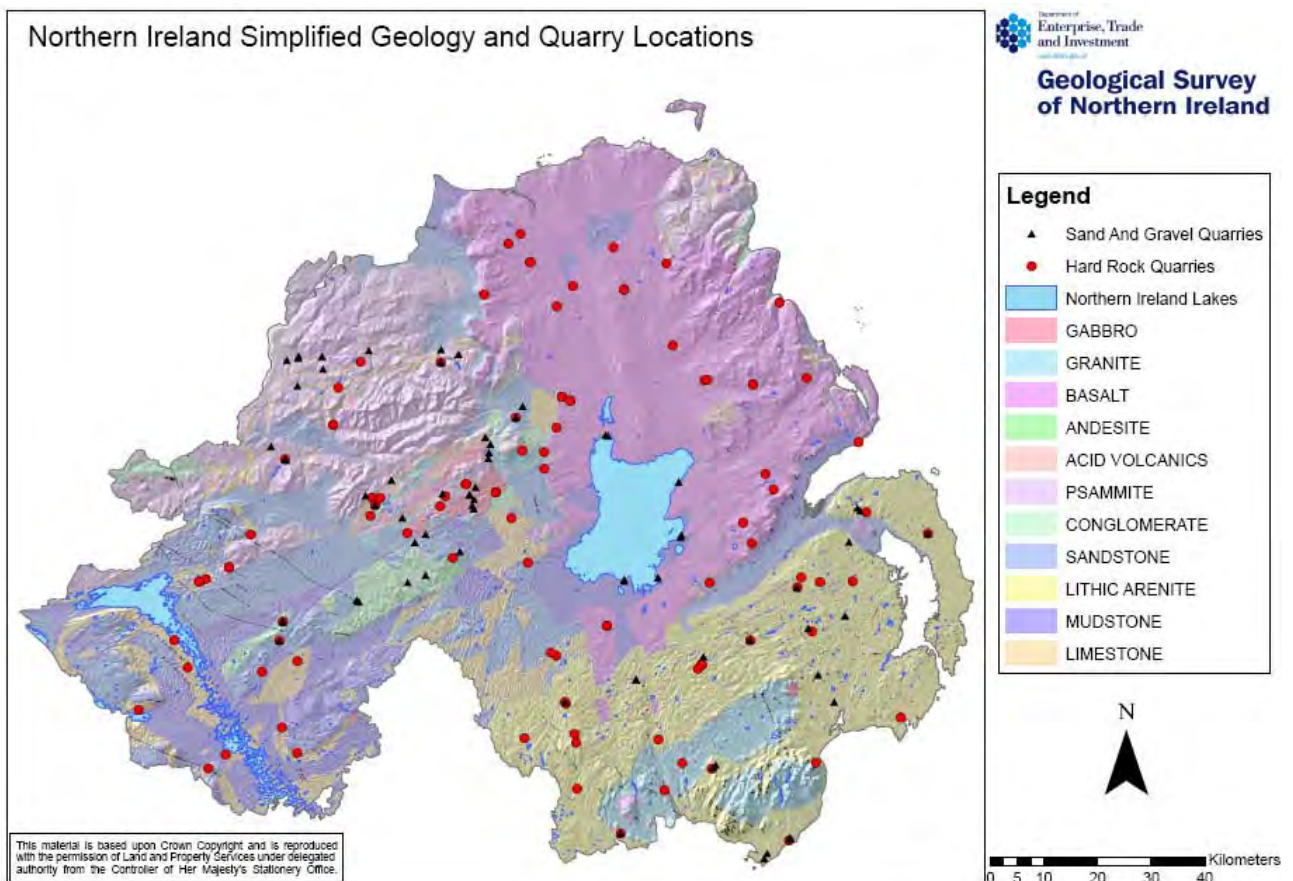 Northern Ireland Simplified Geology and Quarry Locations
Department of
Enterprise, Trade
and Investment
Geological Survey
of Northern Ireland
Legend
Sand And Gravel Quarries
Hard Rock Quarries
Northern Ireland Lakes
GABBRO
GRANITE
BASALT
ANDESITE
ACID VOLCANICS
PSAMMITE
CONGLOMERATE
SANDSTONE
LITHIC ARENITE
MUDSTONE
LIMESTONE
N
Kilometers
0 5 10 20 30 40
This material is based upon Crown Copyright and is reproduced
with the permission of Land and Property Services under delegated
authority from the Controller of Her Majesty's Stationery Office.